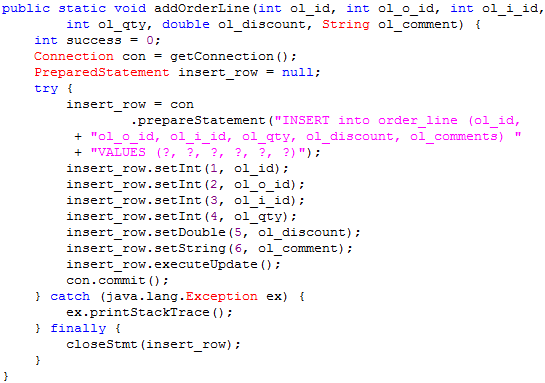 public static void addOrderLine(int ol_id, int ol_o_id, int ol_i_id,
        int ol_qty, double ol_discount, String ol_comment) {
    int success = 0;
    Connection con = getConnection();
    PreparedStatement insert_row = null;
    try {
        insert_row = con
                .prepareStatement("INSERT into order_line (ol_id,
         + "ol_o_id, ol_i_id, ol_qty, ol_discount, ol_comments) "
         + "VALUES (?, ?, ?, ?, ?, ?)");
        insert_row.setInt(1, ol_id);
        insert_row.setInt(2, ol_o_id);
        insert_row.setInt(3, ol_i_id);
        insert_row.setInt(4, ol_qty);
        insert_row.setDouble(5, ol_discount);
        insert_row.setString(6, ol_comment);
        insert_row.executeUpdate();
        con.commit();
    } catch (java.lang.Exception ex) {
        ex.printStackTrace();
    } finally {
        closeStmt(insert_row);
    }
}